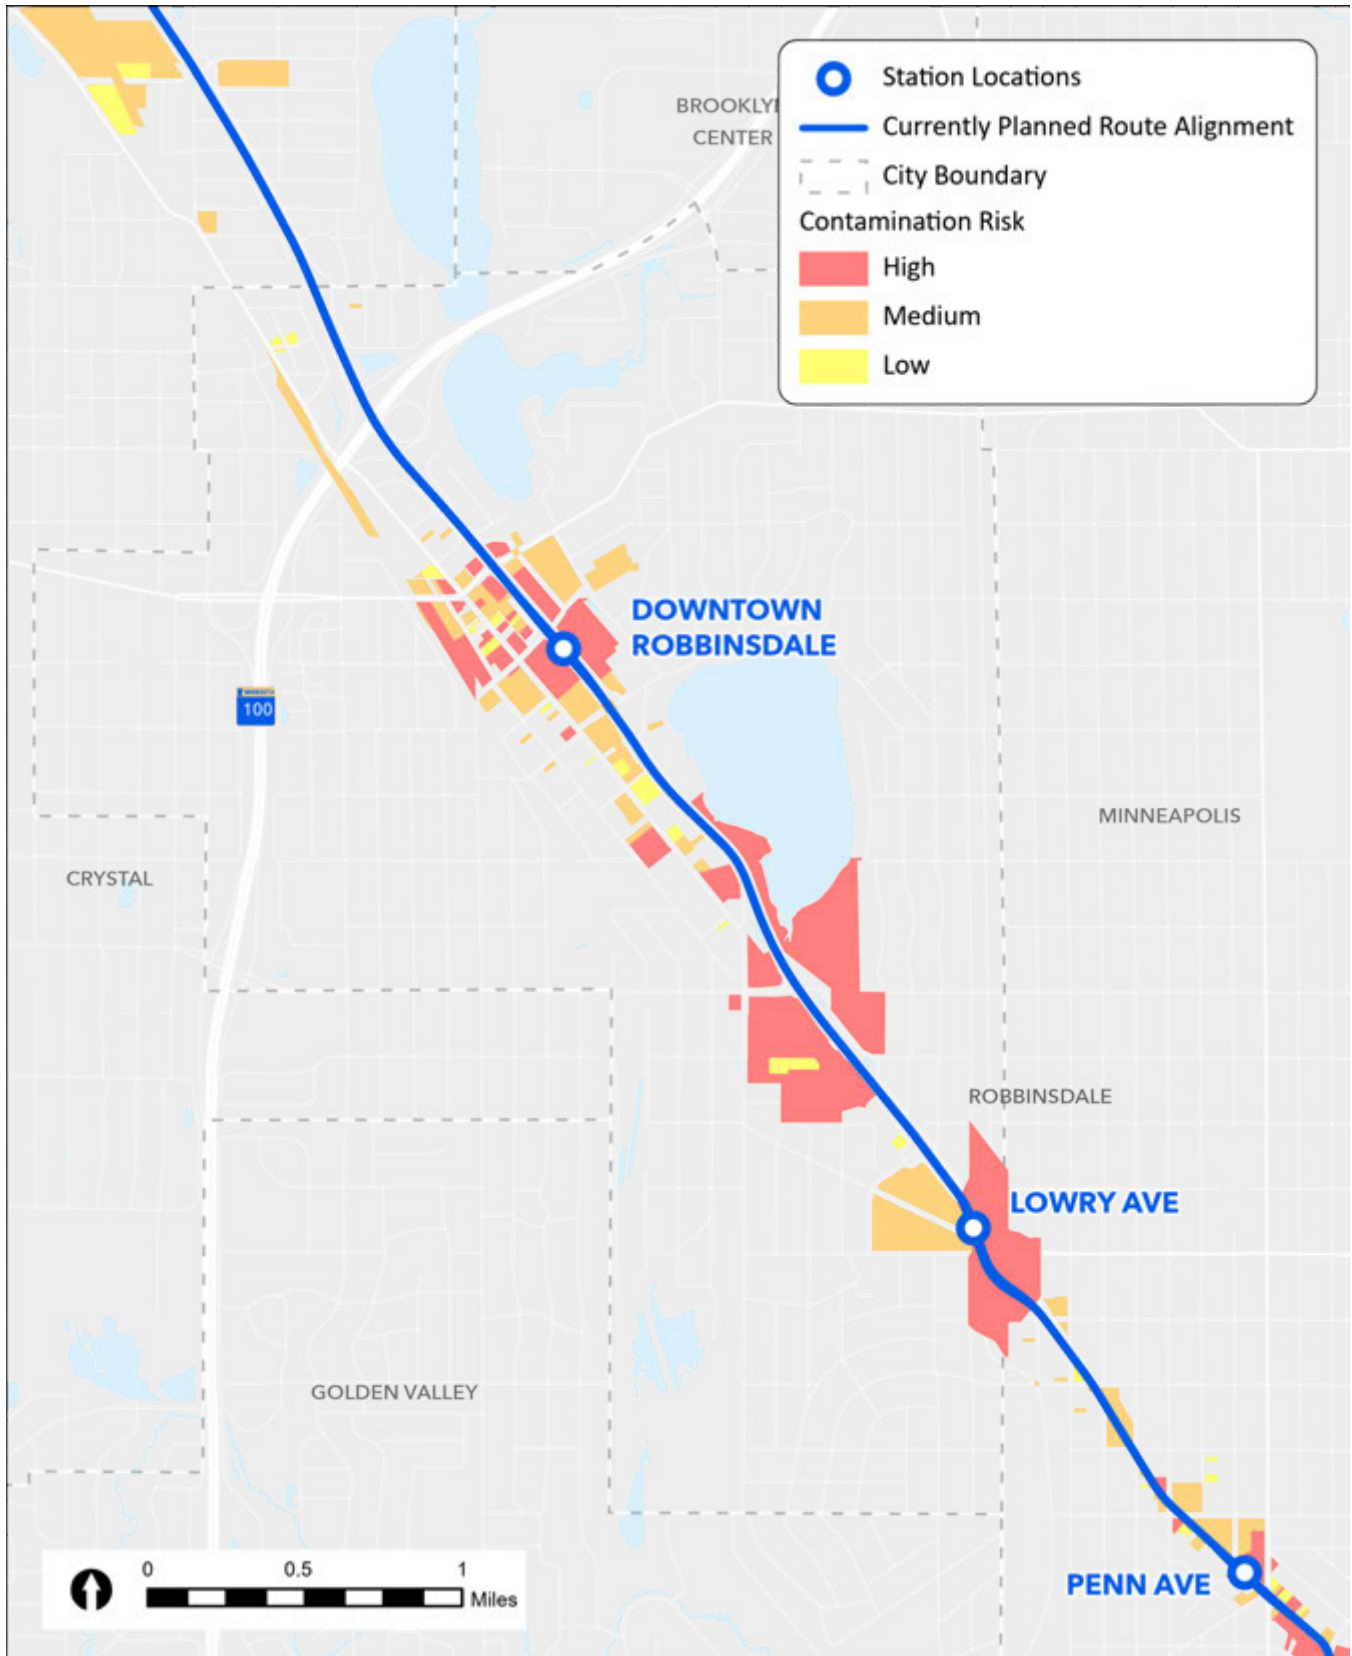 BROOKLY
CENTER
Station Locations
Currently Planned Route Alignment
City Boundary
Contamination Risk
High
Medium
Low
DOWNTOWN
ROBBINSDALE
100
MINNEAPOLIS
CRYSTAL
ROBBINSDALE
LOWRY AVE
GOLDEN VALLEY
PENN AVE
0 0.5 1
Miles